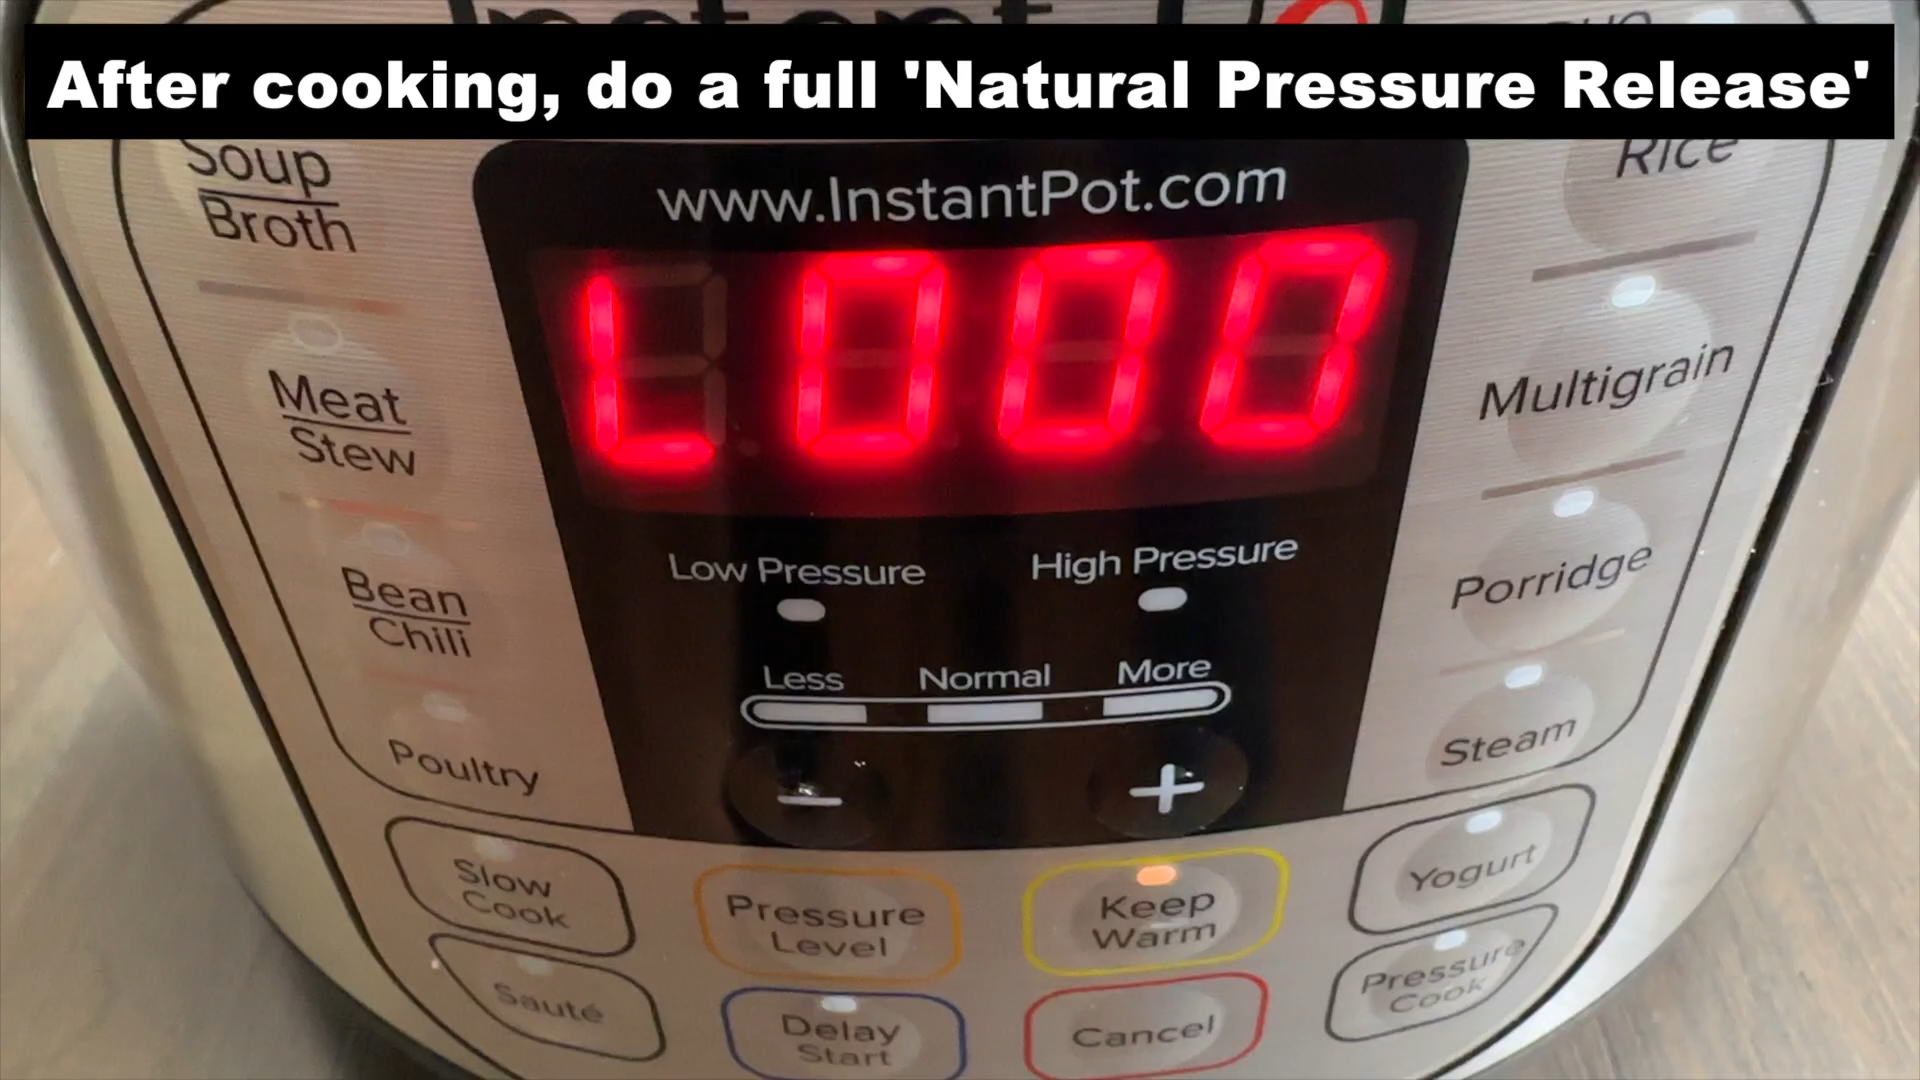 Instant
After cooking, do a full 'Natural Pressure Release'
Soup
Broth
Rice
www.InstantPot.com
L000
Meat
Stew
Multigrain
Low Pressure
High Pressure
Bean
Chili
Porridge
Less Normal More
Poultry
− +
Steam
Slow
Cook
Pressure
Level
Keep
Warm
Yogurt
Sauté
Delay
Start
Cancel
Pressure
Cook